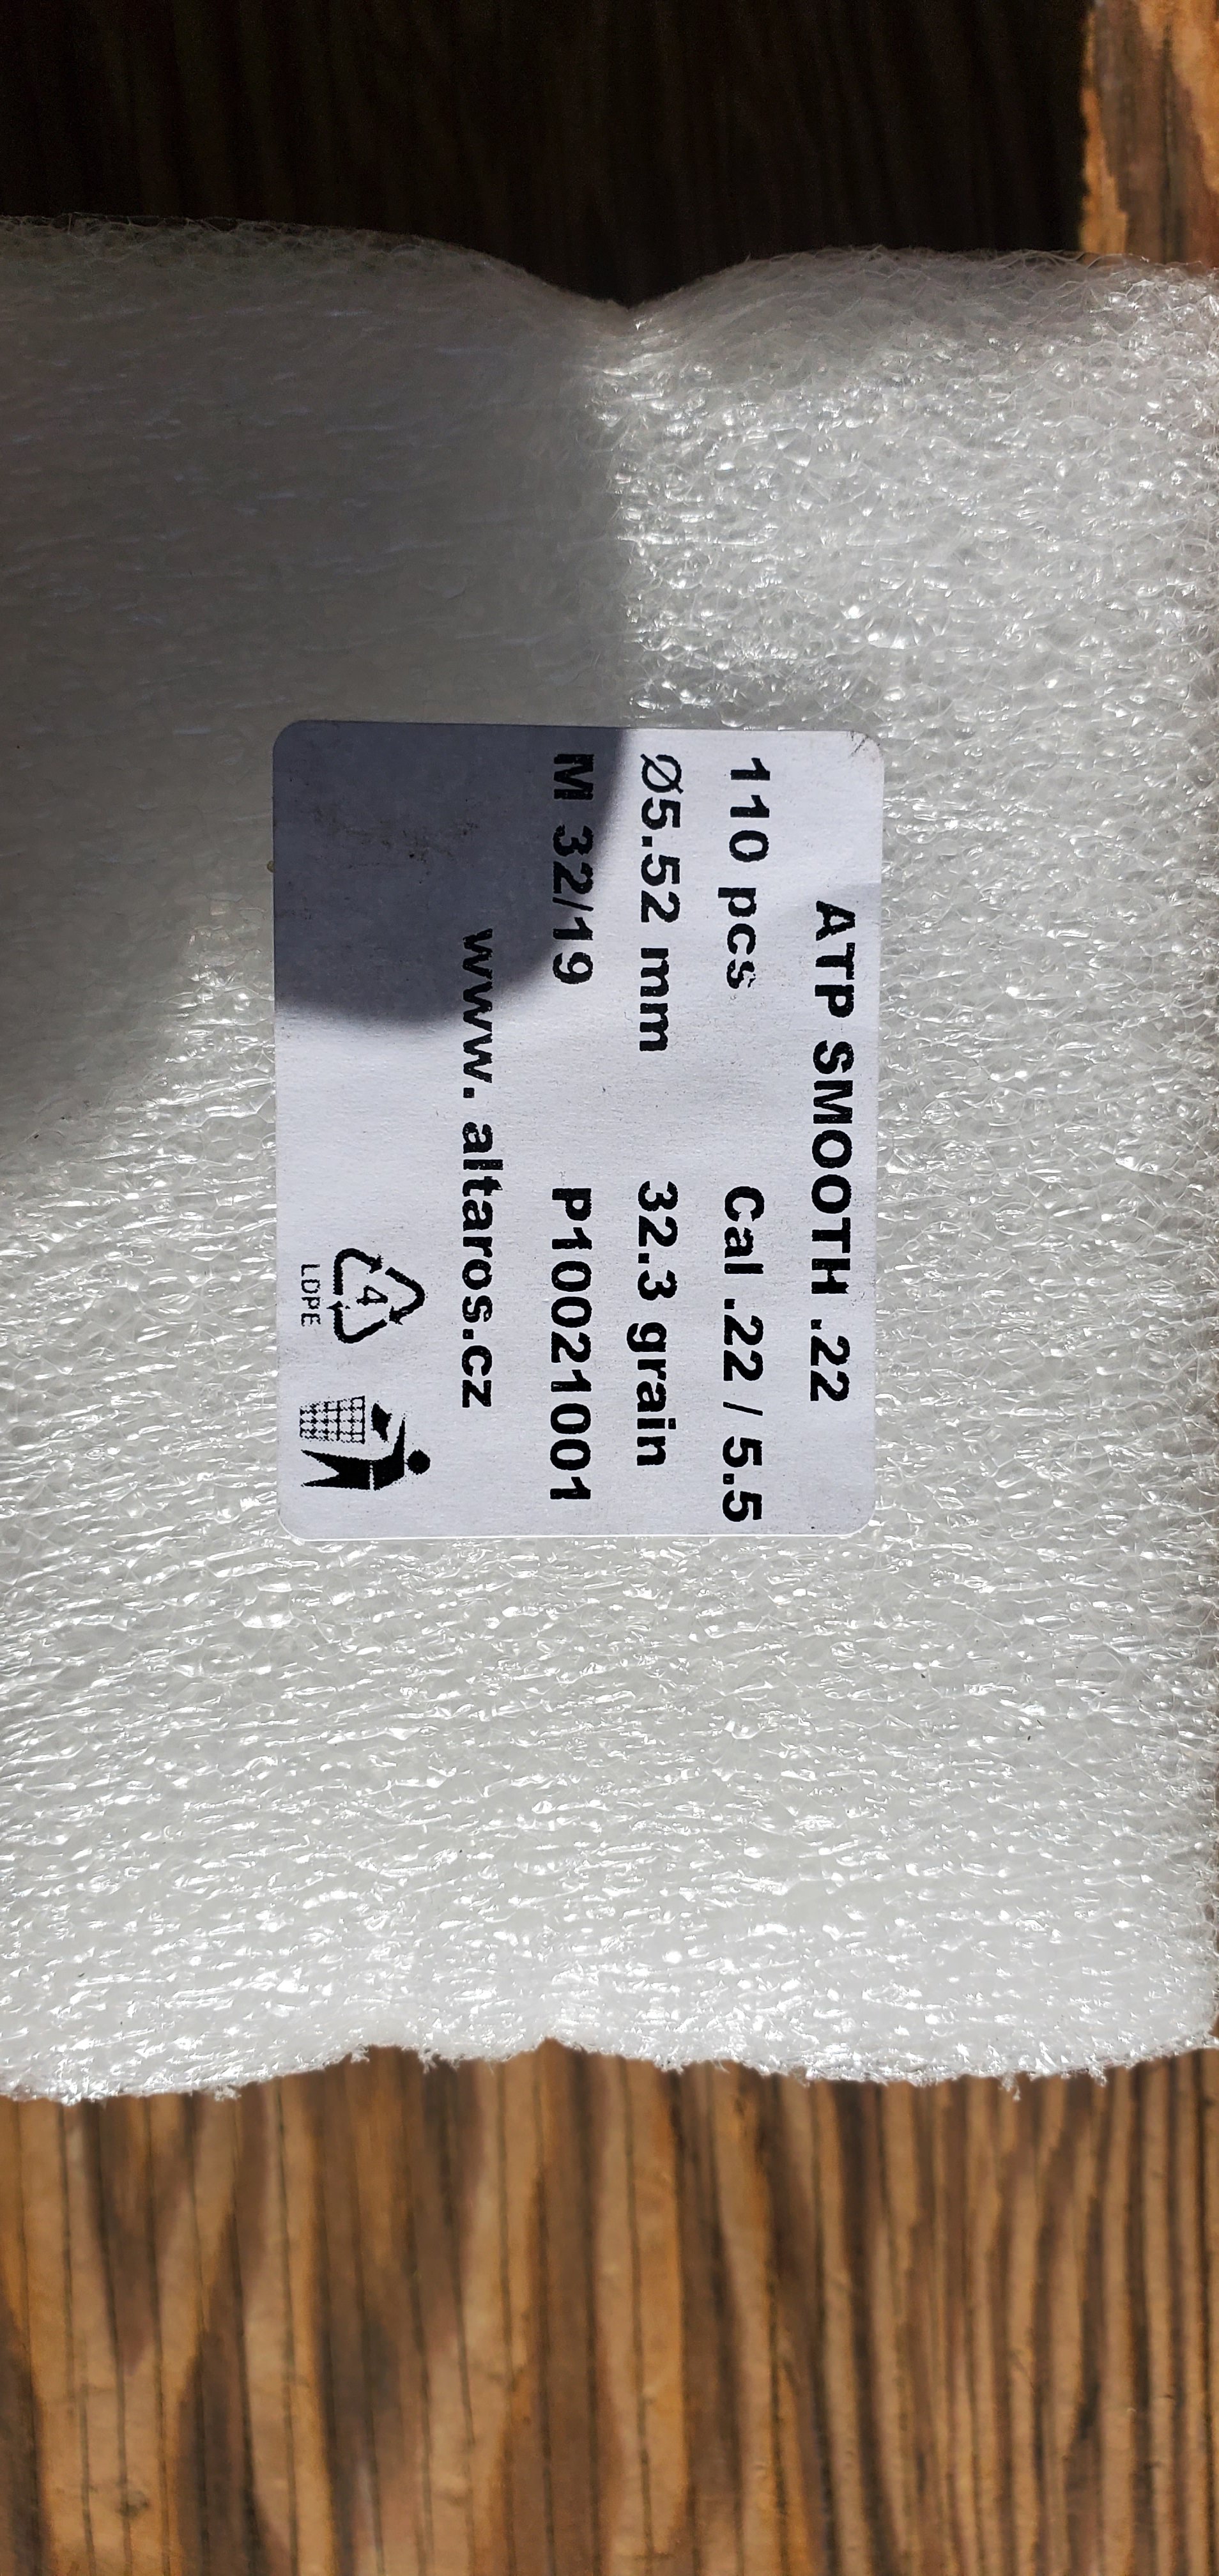 ATP SMOOTH .22
110 pcs Cal .22 / 5.5
Ø5.52 mm 32.3 grain
M 32/19 P10021001
www. altaros.cz
4
LDPE